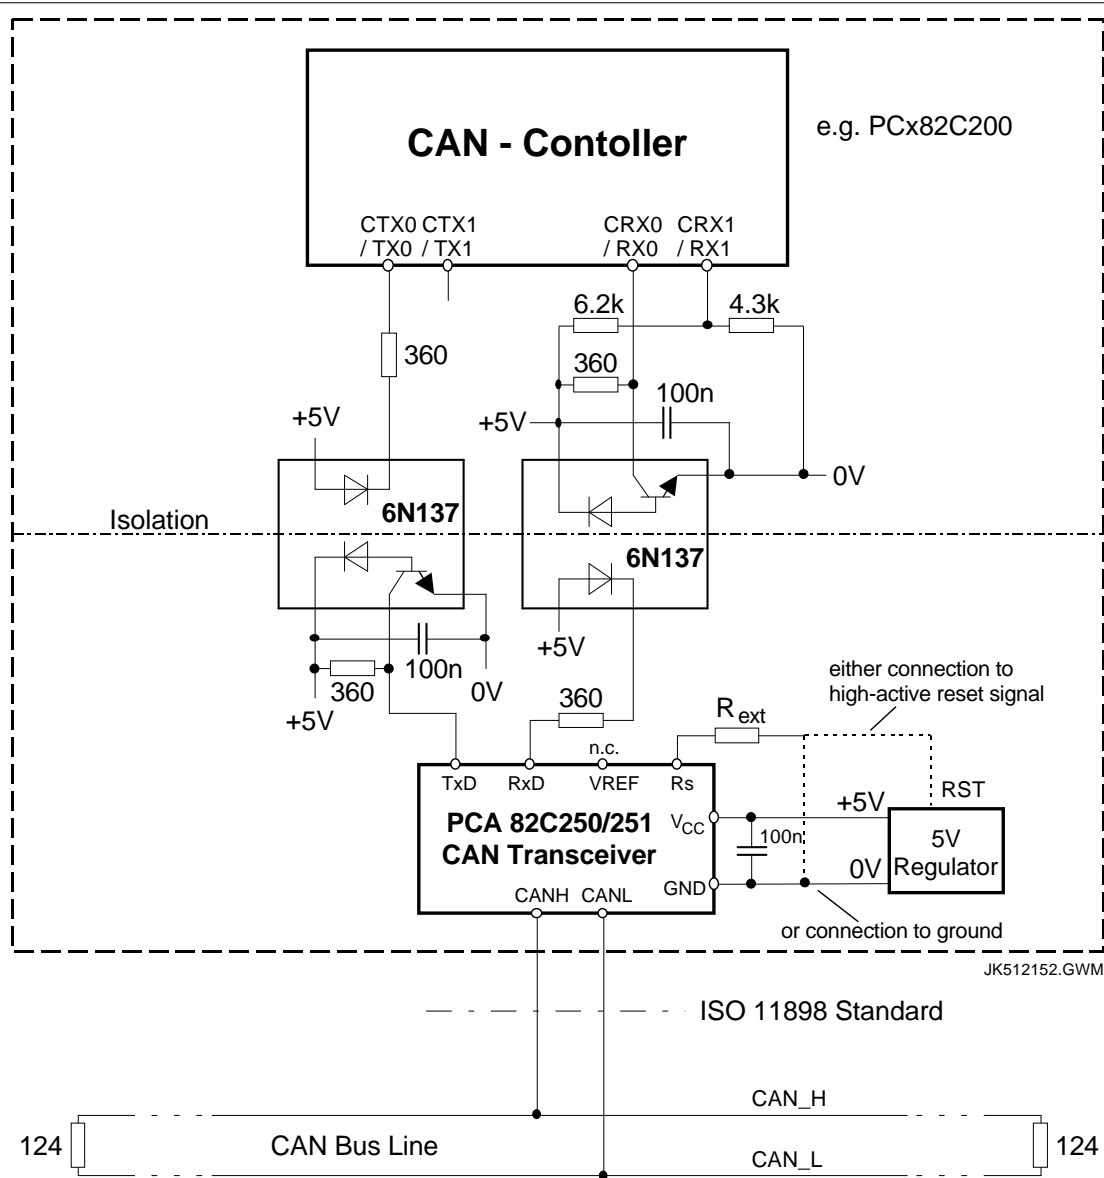 CAN - Contoller
e.g. PCx82C200
CTX0 CTX1
/ TX0 / TX1
CRX0 CRX1
/ RX0 / RX1
6.2k
4.3k
360
360
100n
+5V
+5V
0V
6N137
Isolation
6N137
100n
+5V
360
0V
+5V
360
either connection to
high-active reset signal
Rext
n.c.
TxD RxD VREF Rs
RST
PCA 82C250/251
CAN Transceiver
VCC
+5V
100n
5V
Regulator
0V
GND
CANH CANL
or connection to ground
JK512152.GWM
ISO 11898 Standard
CAN_H
124
CAN Bus Line
124
CAN_L